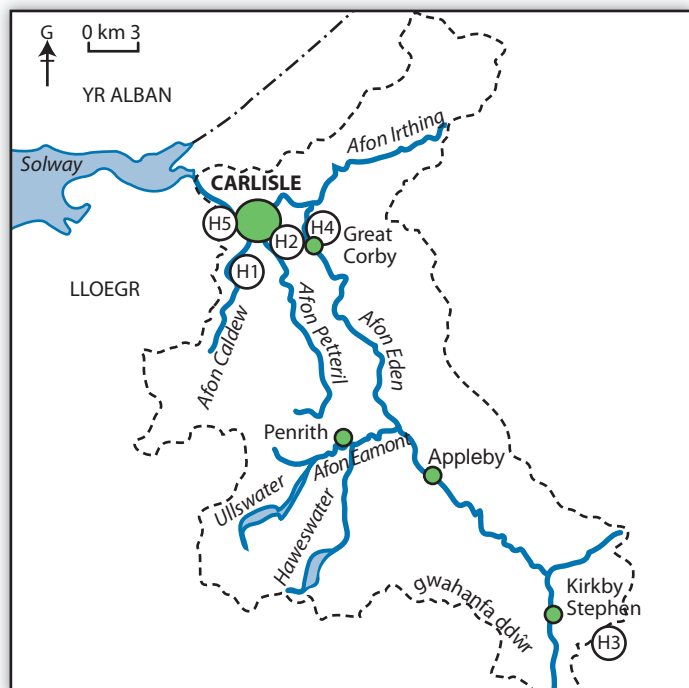 G
0 km 3
YR ALBAN
Afon Irthing
Solway
CARLISLE
H5
H4
H2
Great
Corby
H1
LLOEGR
Afon Caldew
Afon Petteril
Afon Eden
Penrith
Afon Eamont
Appleby
Ullswater
Haweswater
gwahanfa ddŵr
Kirkby
Stephen
H3